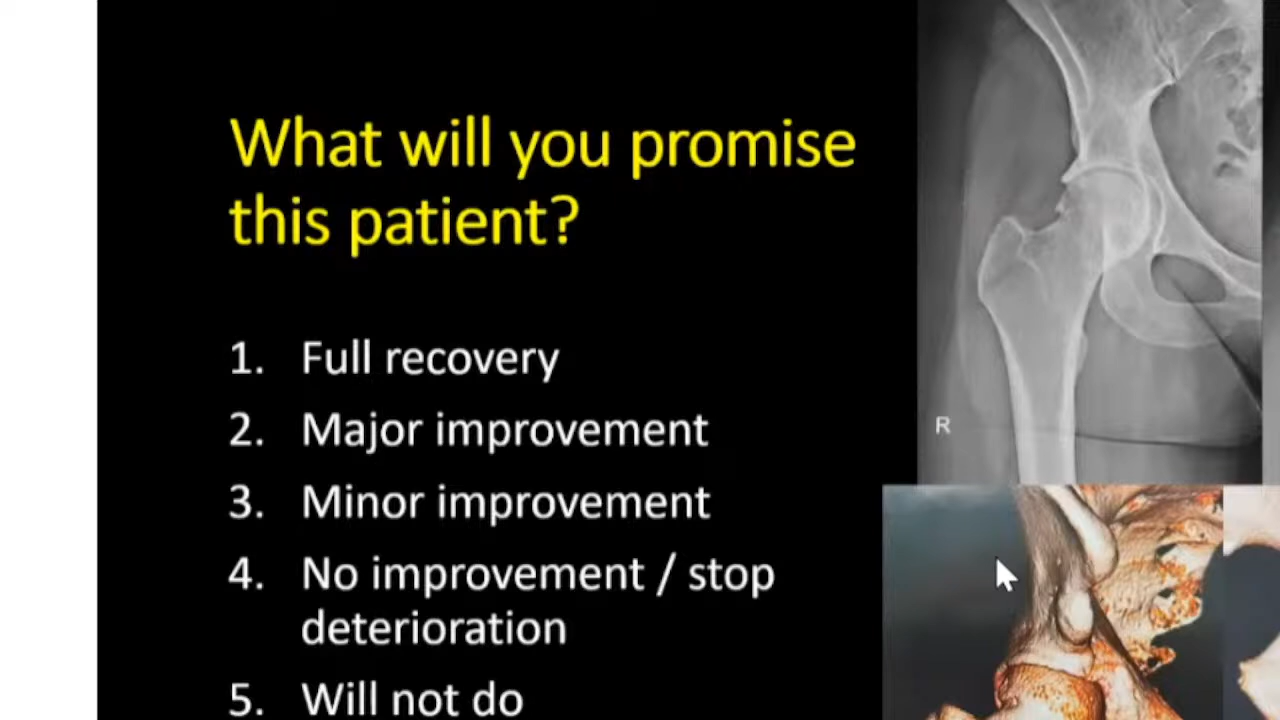 What will you promise
this patient?
1. Full recovery
2. Major improvement
3. Minor improvement
4. No improvement / stop
deterioration
5. Will not do
R